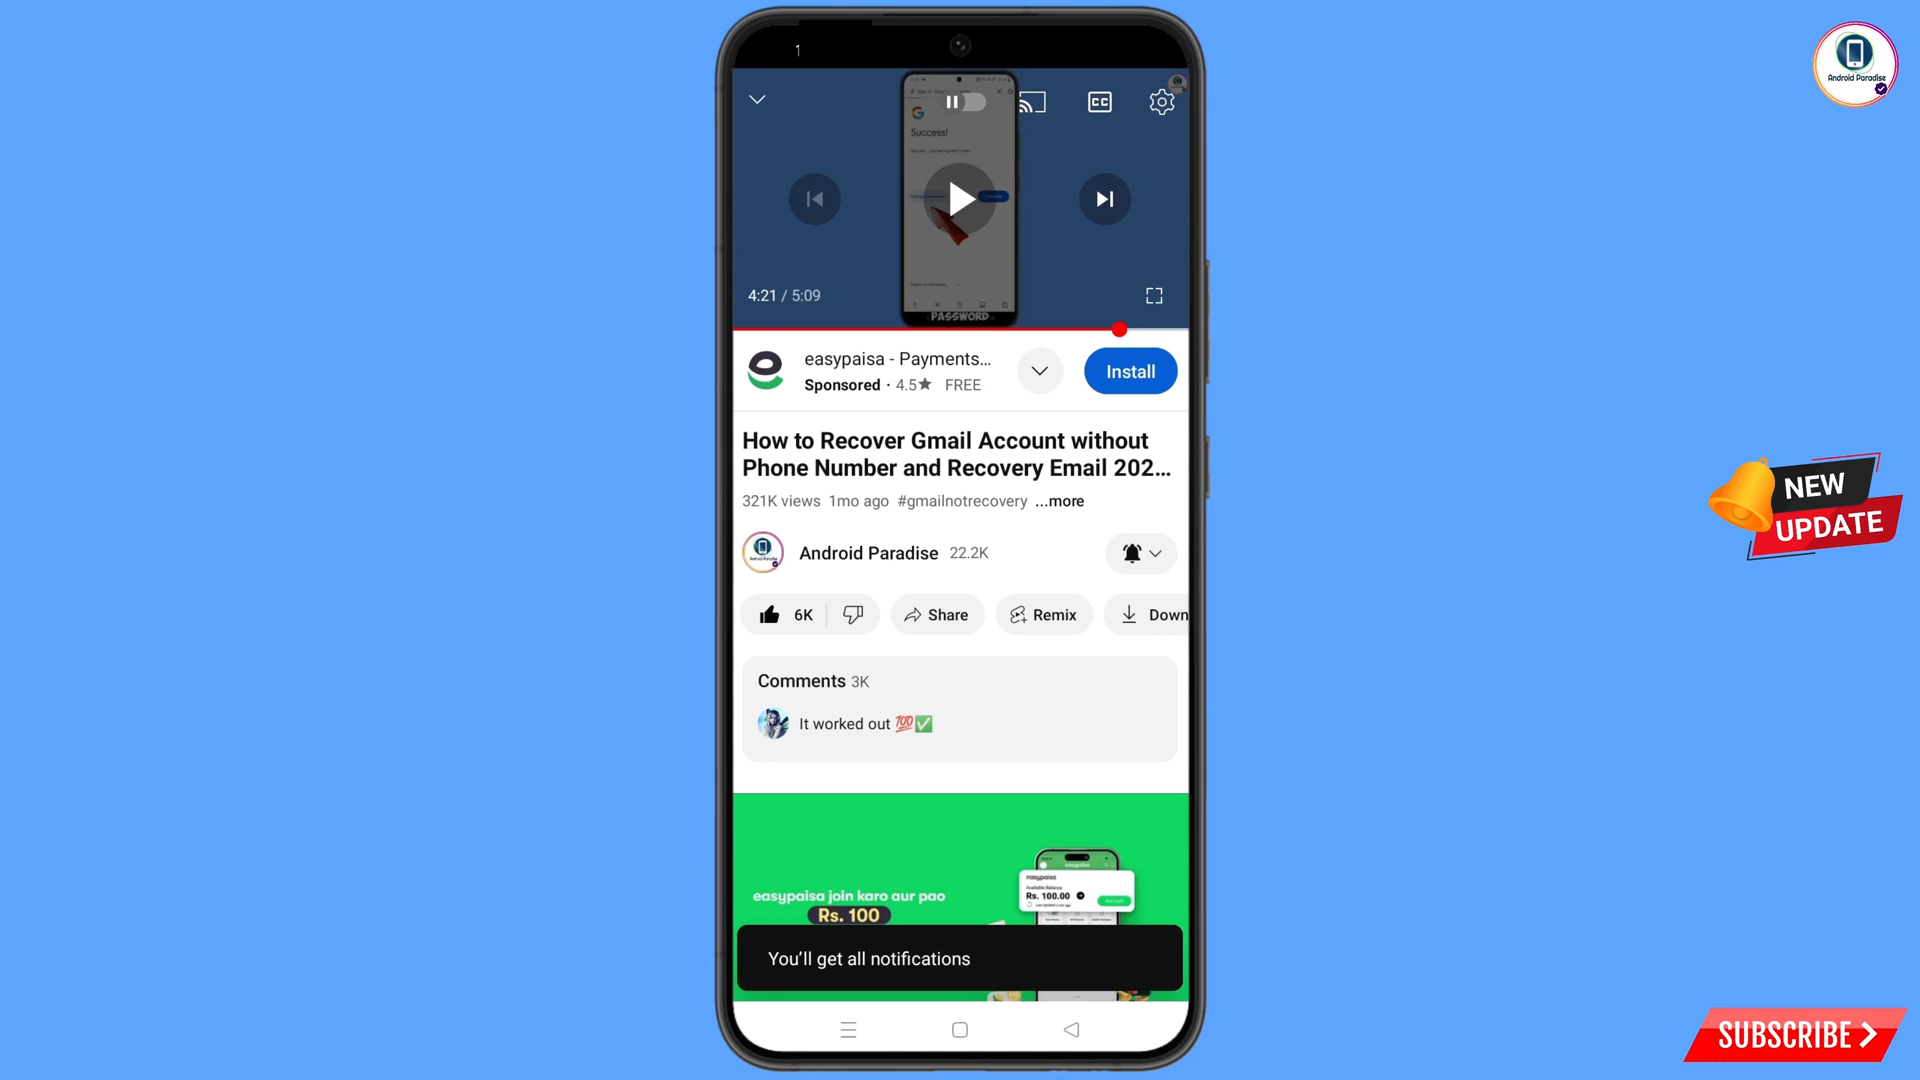 1
Android Paradise
Success!
4:21 / 5:09
PASSWORD
easypaisa - Payments...
Sponsored · 4.5★ FREE
Install
How to Recover Gmail Account without
Phone Number and Recovery Email 202...
321K views 1mo ago #gmailnotrecovery ...more
Android Paradise 22.2K
6K
Share
Remix
Down
Comments 3K
It worked out 💯✅
easypaisa join karo aur pao
Rs. 100
easypaisa
Available Balance
Rs. 100.00
You'll get all notifications
NEW
UPDATE
SUBSCRIBE